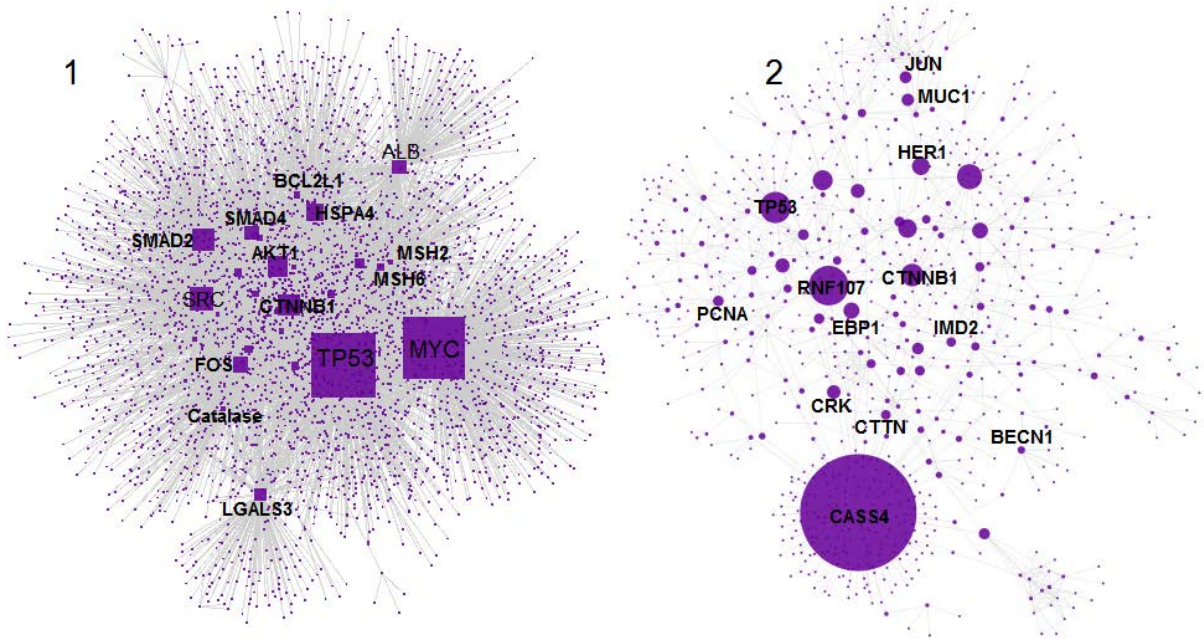 1
ALB
BCL2L1
HSPA4
SMAD4
SMAD2
AKT1
MSH2
MSH6
SRC
CTNNB1
TP53
MYC
FOS
Catalase
LGALS3
2
JUN
MUC1
HER1
TP53
CTNNB1
RNF107
PCNA
EBP1
IMD2
CRK
CTTN
BECN1
CASS4